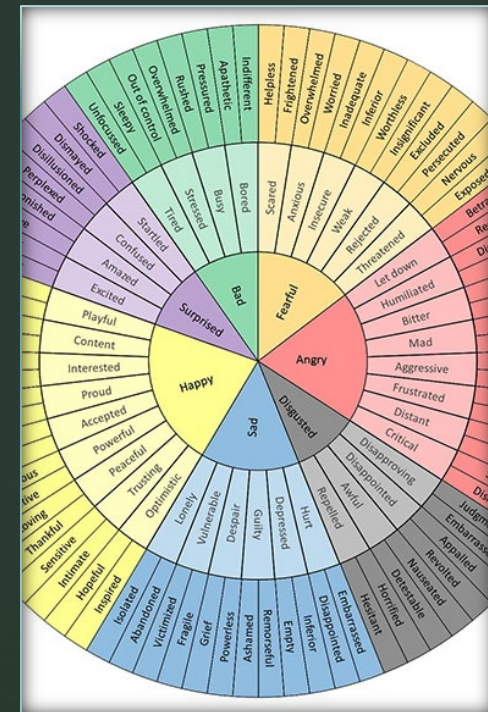 Fearful
Angry
Disgusted
Sad
Happy
Surprised
Bad
Scared
Anxious
Insecure
Weak
Rejected
Threatened
Let down
Humiliated
Bitter
Mad
Aggressive
Frustrated
Distant
Critical
Disapproving
Disappointed
Awful
Repelled
Hurt
Depressed
Guilty
Despair
Vulnerable
Lonely
Optimistic
Trusting
Peaceful
Powerful
Accepted
Proud
Interested
Content
Playful
Excited
Amazed
Confused
Startled
Tired
Stressed
Busy
Bored
Helpless
Frightened
Overwhelmed
Worried
Inadequate
Inferior
Worthless
Insignificant
Excluded
Persecuted
Nervous
Exposed
Appalled
Revolted
Nauseated
Detestable
Horrified
Hesitant
Embarrassed
Disappointed
Inferior
Empty
Remorseful
Ashamed
Powerless
Grief
Fragile
Victimized
Abandoned
Isolated
Inspired
Hopeful
Intimate
Sensitive
Thankful
Perplexed
Disillusioned
Dismayed
Shocked
Unfocussed
Sleepy
Out of control
Overwhelmed
Rushed
Pressured
Apathetic
Indifferent